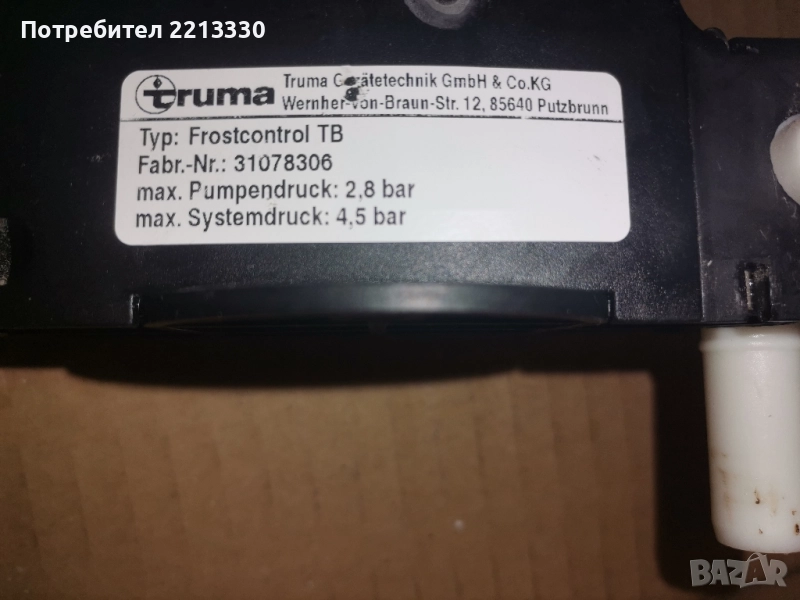 Потребител 2213330
truma
Truma Gerätetechnik GmbH & Co.KG
Wernher-von-Braun-Str. 12, 85640 Putzbrunn
Typ: Frostcontrol TB
Fabr.-Nr.: 31078306
max. Pumpendruck: 2,8 bar
max. Systemdruck: 4,5 bar
BAZAR